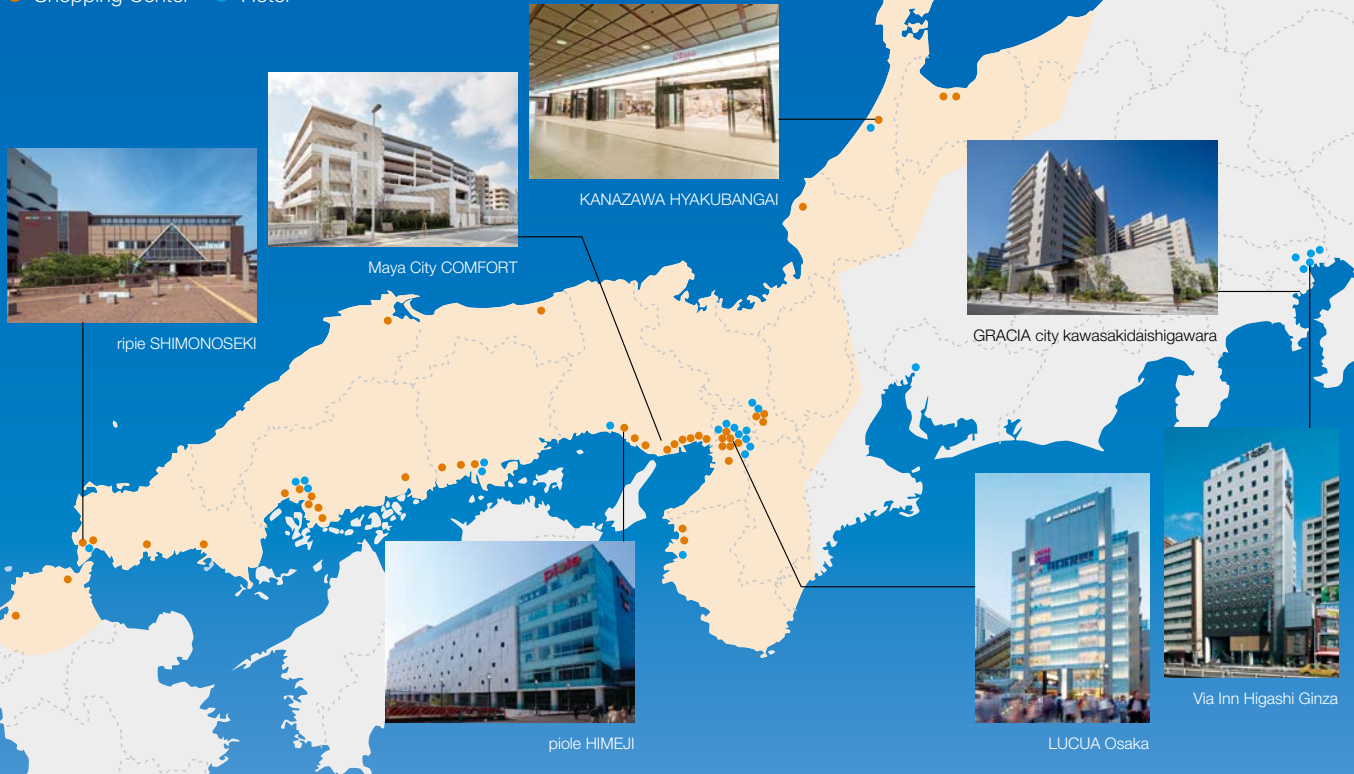 Shopping Center Hotel
KANAZAWA HYAKUBANGAI
Maya City COMFORT
ripie SHIMONOSEKI
GRACIA city kawasakidaishigawara
piole
piole HIMEJI
LUCUA Osaka
Via Inn Higashi Ginza